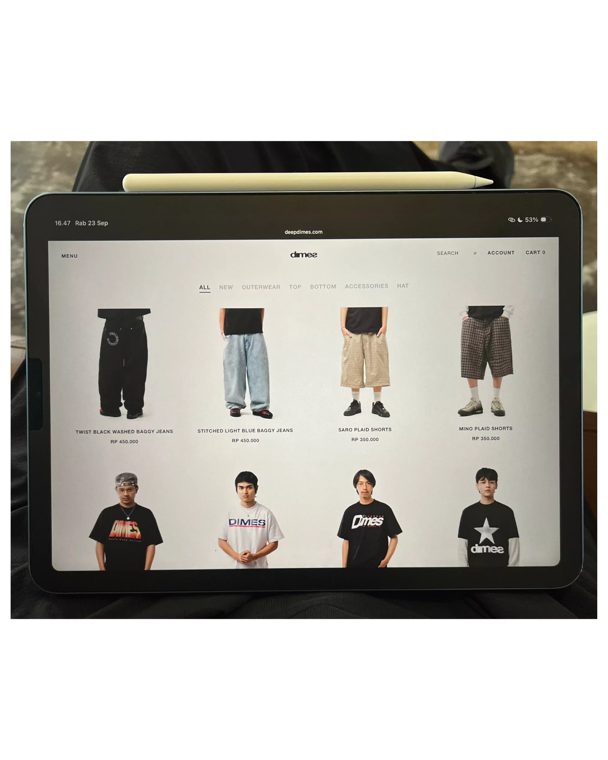 16.47 Rab 23 Sep
53%
deepdimes.com
MENU
dimes
SEARCH
ACCOUNT
CART 0
ALL NEW OUTERWEAR TOP BOTTOM ACCESSORIES HAT
TWIST BLACK WASHED BAGGY JEANS
RP 450.000
STITCHED LIGHT BLUE BAGGY JEANS
RP 450.000
SARO PLAID SHORTS
RP 350.000
MINO PLAID SHORTS
RP 350.000
DIMES
DIMES
Dimes
dimes